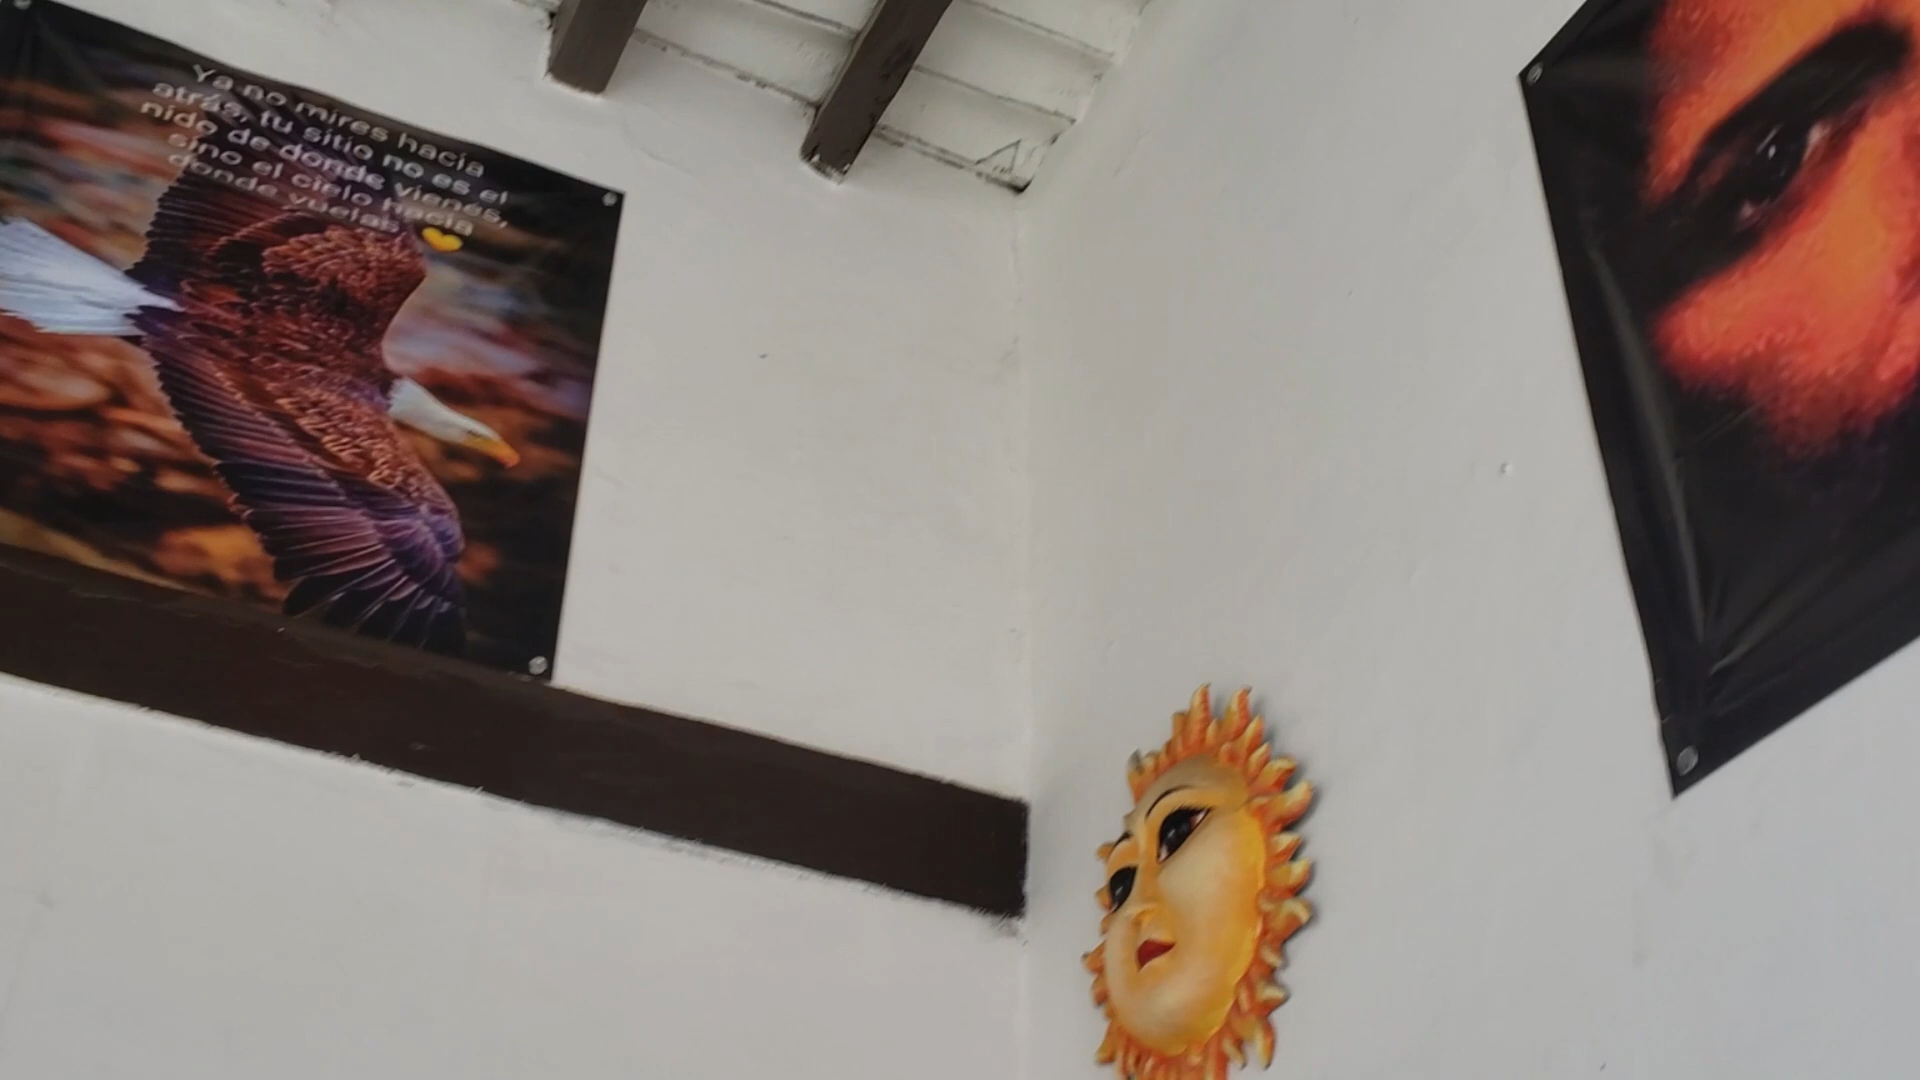 Ya no mires hacia
atrás, tu sitio no es el
nido de donde vienes,
sino el cielo hacia
donde vuelas 💛